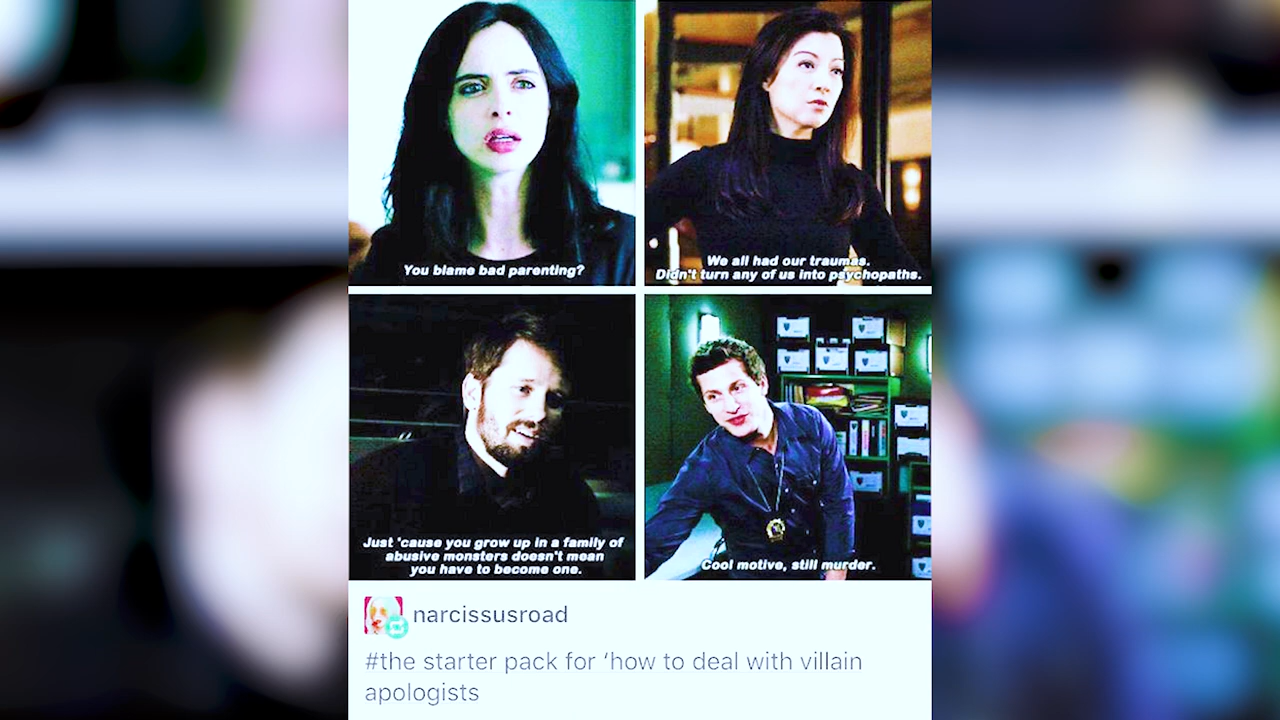 You blame bad parenting?
We all had our traumas.
Didn't turn any of us into psychopaths.
Just 'cause you grow up in a family of
abusive monsters doesn't mean
you have to become one.
Cool motive, still murder.
narcissusroad
#the starter pack for ‘how to deal with villain
apologists